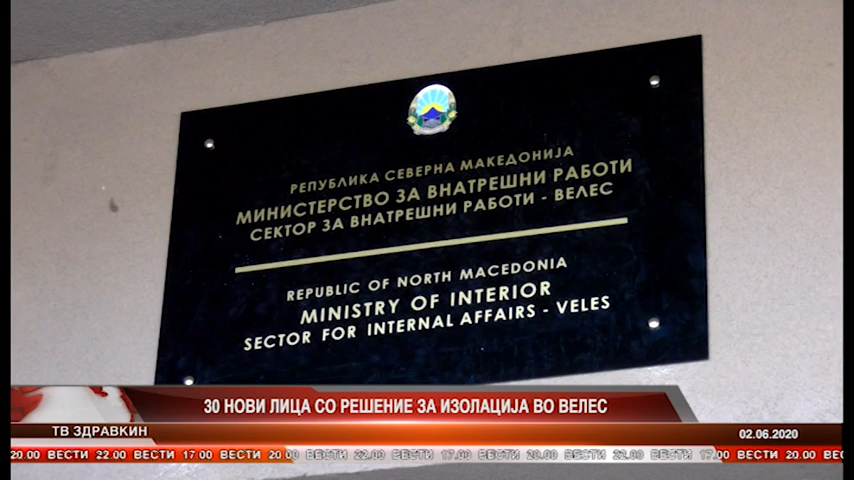 РЕПУБЛИКА СЕВЕРНА МАКЕДОНИЈА
МИНИСТЕРСТВО ЗА ВНАТРЕШНИ РАБОТИ
СЕКТОР ЗА ВНАТРЕШНИ РАБОТИ - ВЕЛЕС
REPUBLIC OF NORTH MACEDONIA
MINISTRY OF INTERIOR
SECTOR FOR INTERNAL AFFAIRS - VELES
30 НОВИ ЛИЦА СО РЕШЕНИЕ ЗА ИЗОЛАЦИЈА ВО ВЕЛЕС
ТВ ЗДРАВКИН 02.06.2020
20.00 ВЕСТИ 22.00 ВЕСТИ 17.00 ВЕСТИ 20.00 ВЕСТИ 22.00 ВЕСТИ 17.00 ВЕСТИ 20.00 ВЕСТИ 22.00 ВЕСТИ 17.00 ВЕСТИ 20.00